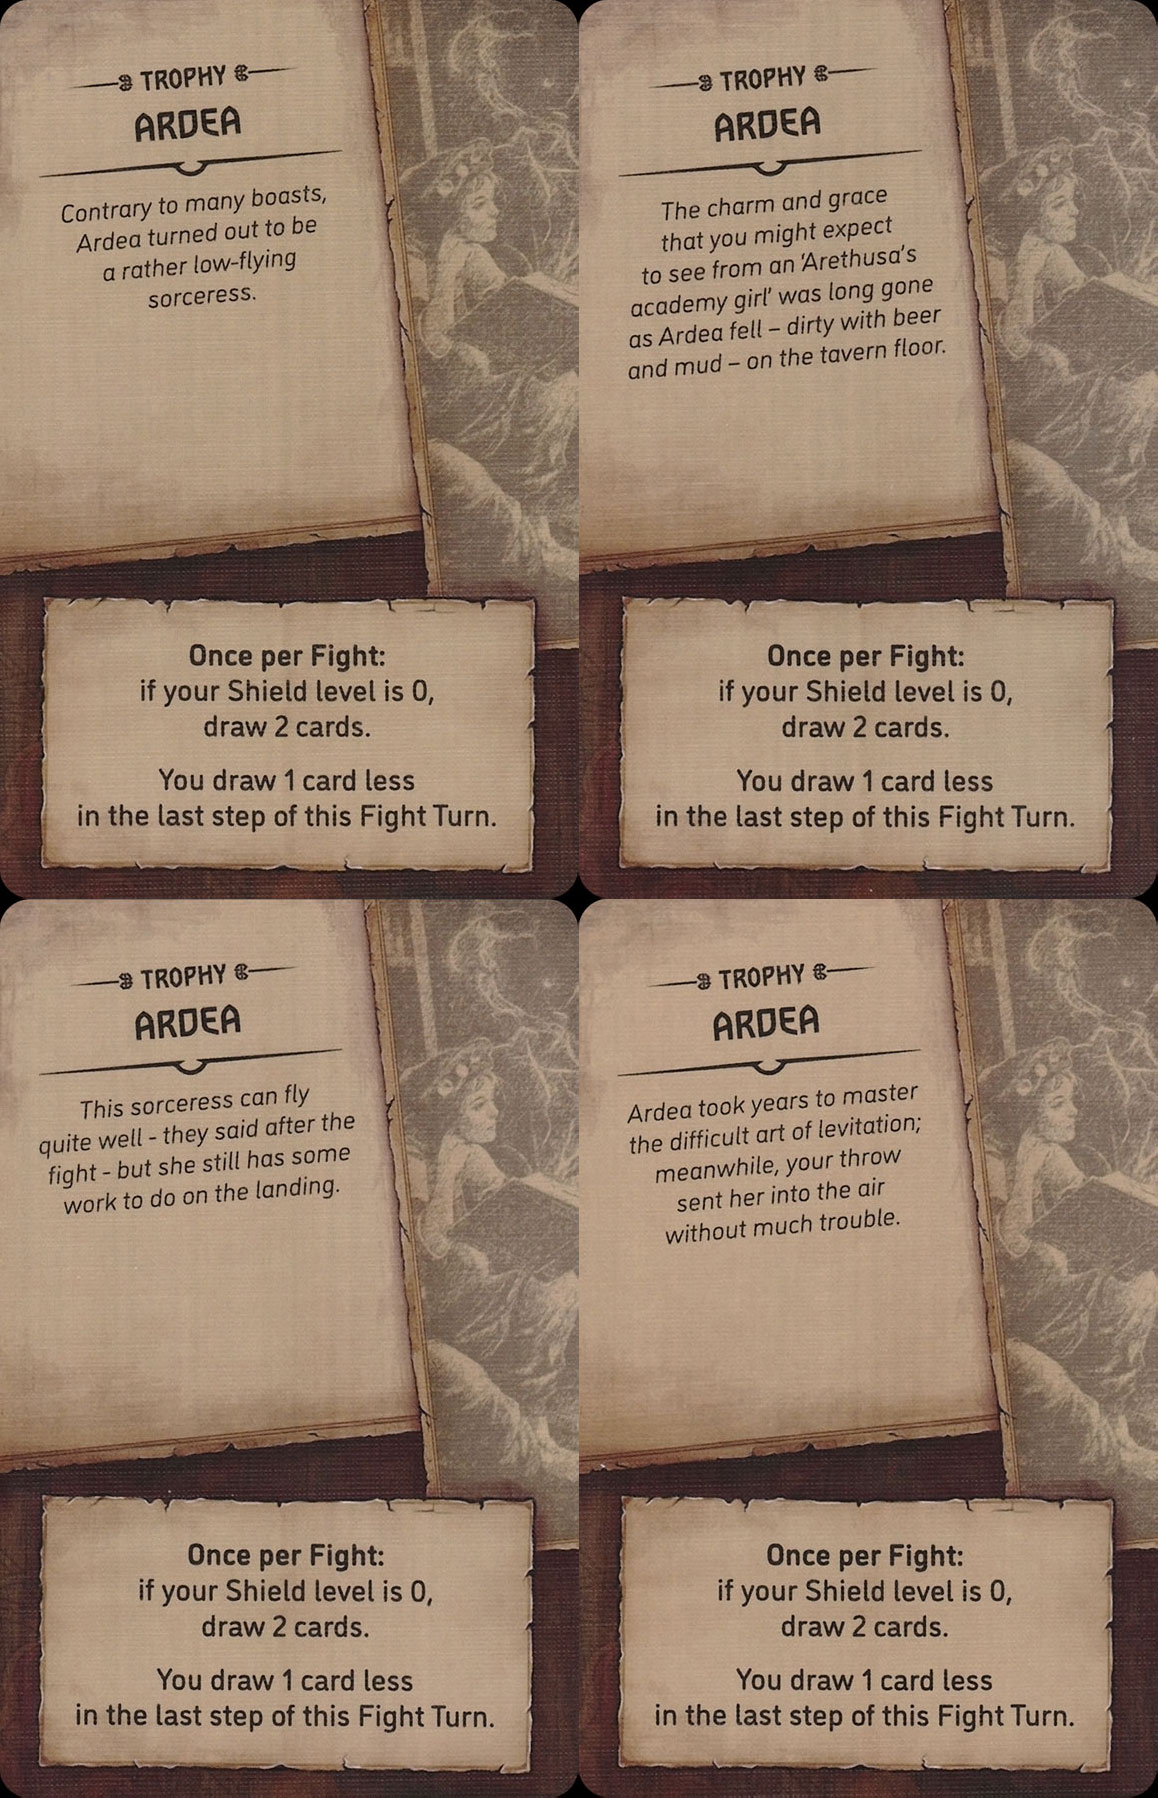 TROPHY
ARDEA
Contrary to many boasts,
Ardea turned out to be
a rather low-flying
sorceress.
Once per Fight:
if your Shield level is 0,
draw 2 cards.
You draw 1 card less
in the last step of this Fight Turn.
TROPHY
ARDEA
The charm and grace
that you might expect
to see from an 'Arethusa's
academy girl' was long gone
as Ardea fell – dirty with beer
and mud – on the tavern floor.
Once per Fight:
if your Shield level is 0,
draw 2 cards.
You draw 1 card less
in the last step of this Fight Turn.
TROPHY
ARDEA
This sorceress can fly
quite well - they said after the
fight - but she still has some
work to do on the landing.
Once per Fight:
if your Shield level is 0,
draw 2 cards.
You draw 1 card less
in the last step of this Fight Turn.
TROPHY
ARDEA
Ardea took years to master
the difficult art of levitation;
meanwhile, your throw
sent her into the air
without much trouble.
Once per Fight:
if your Shield level is 0,
draw 2 cards.
You draw 1 card less
in the last step of this Fight Turn.